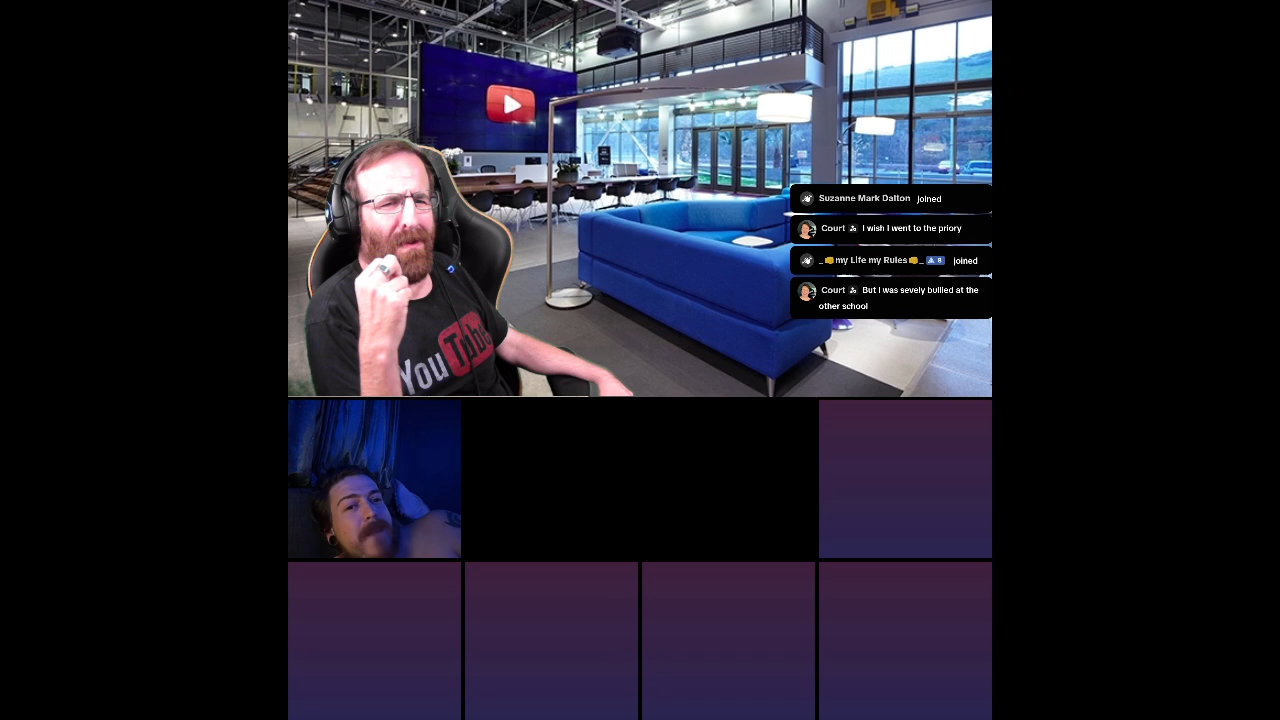 Suzanne Mark Dalton joined
Court I wish I went to the priory
_👊my Life my Rules👊_ 8 joined
Court But I was sevely bullied at the
other school
YouTube